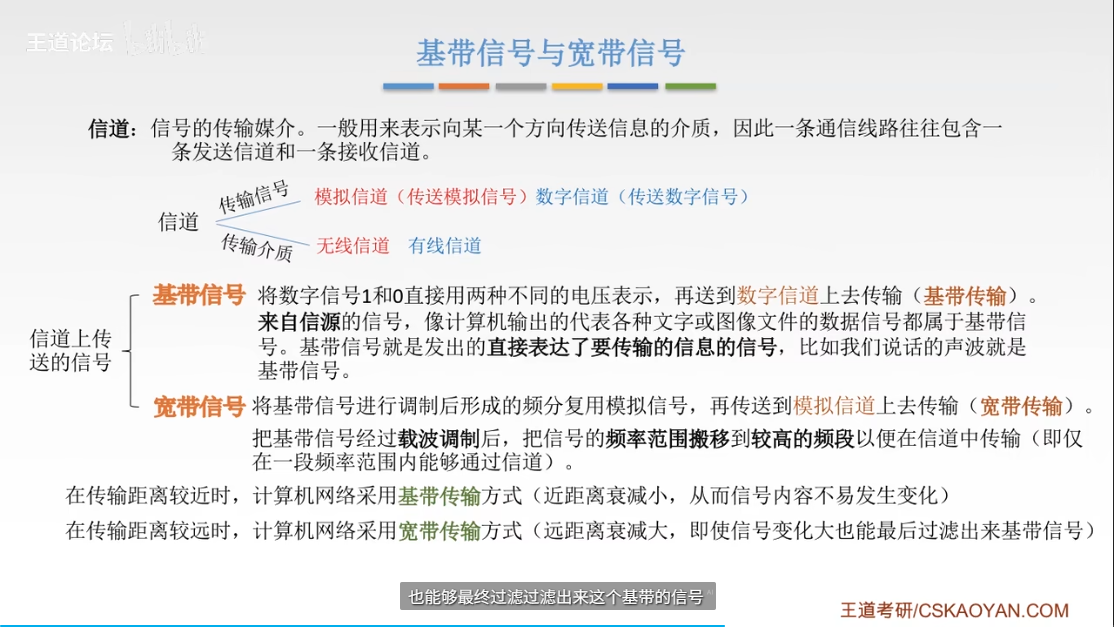 王道论坛
基带信号与宽带信号
信道：信号的传输媒介。一般用来表示向某一个方向传送信息的介质，因此一条通信线路往往包含一
条发送信道和一条接收信道。
传输信号
模拟信道（传送模拟信号）数字信道（传送数字信号）
信道
传输介质
无线信道 有线信道
基带信号 将数字信号1和0直接用两种不同的电压表示，再送到数字信道上去传输（基带传输）。
来自信源的信号，像计算机输出的代表各种文字或图像文件的数据信号都属于基带信
号。基带信号就是发出的直接表达了要传输的信息的信号，比如我们说话的声波就是
基带信号。
信道上传
送的信号
宽带信号 将基带信号进行调制后形成的频分复用模拟信号，再传送到模拟信道上去传输（宽带传输）。
把基带信号经过载波调制后，把信号的频率范围搬移到较高的频段以便在信道中传输（即仅
在一段频率范围内能够通过信道）。
在传输距离较近时，计算机网络采用基带传输方式（近距离衰减小，从而信号内容不易发生变化）
在传输距离较远时，计算机网络采用宽带传输方式（远距离衰减大，即使信号变化大也能最后过滤出来基带信号）
也能够最终过滤过滤出来这个基带的信号
王道考研/CSKAOYAN.COM